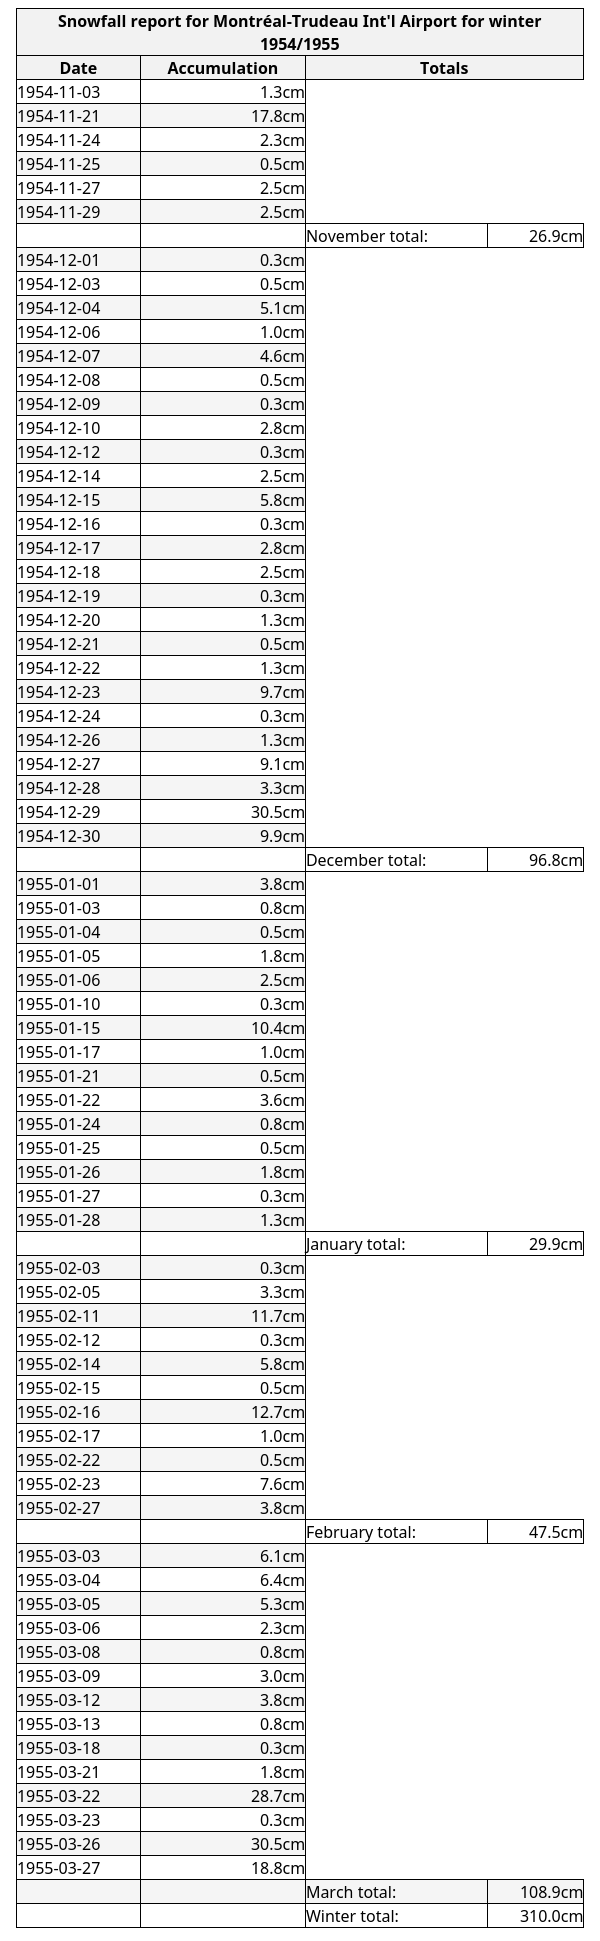 Snowfall report for Montréal-Trudeau Int'l Airport for winter
1954/1955
Date Accumulation Totals
1954-11-03 1.3cm
1954-11-21 17.8cm
1954-11-24 2.3cm
1954-11-25 0.5cm
1954-11-27 2.5cm
1954-11-29 2.5cm
November total: 26.9cm
1954-12-01 0.3cm
1954-12-03 0.5cm
1954-12-04 5.1cm
1954-12-06 1.0cm
1954-12-07 4.6cm
1954-12-08 0.5cm
1954-12-09 0.3cm
1954-12-10 2.8cm
1954-12-12 0.3cm
1954-12-14 2.5cm
1954-12-15 5.8cm
1954-12-16 0.3cm
1954-12-17 2.8cm
1954-12-18 2.5cm
1954-12-19 0.3cm
1954-12-20 1.3cm
1954-12-21 0.5cm
1954-12-22 1.3cm
1954-12-23 9.7cm
1954-12-24 0.3cm
1954-12-26 1.3cm
1954-12-27 9.1cm
1954-12-28 3.3cm
1954-12-29 30.5cm
1954-12-30 9.9cm
December total: 96.8cm
1955-01-01 3.8cm
1955-01-03 0.8cm
1955-01-04 0.5cm
1955-01-05 1.8cm
1955-01-06 2.5cm
1955-01-10 0.3cm
1955-01-15 10.4cm
1955-01-17 1.0cm
1955-01-21 0.5cm
1955-01-22 3.6cm
1955-01-24 0.8cm
1955-01-25 0.5cm
1955-01-26 1.8cm
1955-01-27 0.3cm
1955-01-28 1.3cm
January total: 29.9cm
1955-02-03 0.3cm
1955-02-05 3.3cm
1955-02-11 11.7cm
1955-02-12 0.3cm
1955-02-14 5.8cm
1955-02-15 0.5cm
1955-02-16 12.7cm
1955-02-17 1.0cm
1955-02-22 0.5cm
1955-02-23 7.6cm
1955-02-27 3.8cm
February total: 47.5cm
1955-03-03 6.1cm
1955-03-04 6.4cm
1955-03-05 5.3cm
1955-03-06 2.3cm
1955-03-08 0.8cm
1955-03-09 3.0cm
1955-03-12 3.8cm
1955-03-13 0.8cm
1955-03-18 0.3cm
1955-03-21 1.8cm
1955-03-22 28.7cm
1955-03-23 0.3cm
1955-03-26 30.5cm
1955-03-27 18.8cm
March total: 108.9cm
Winter total: 310.0cm